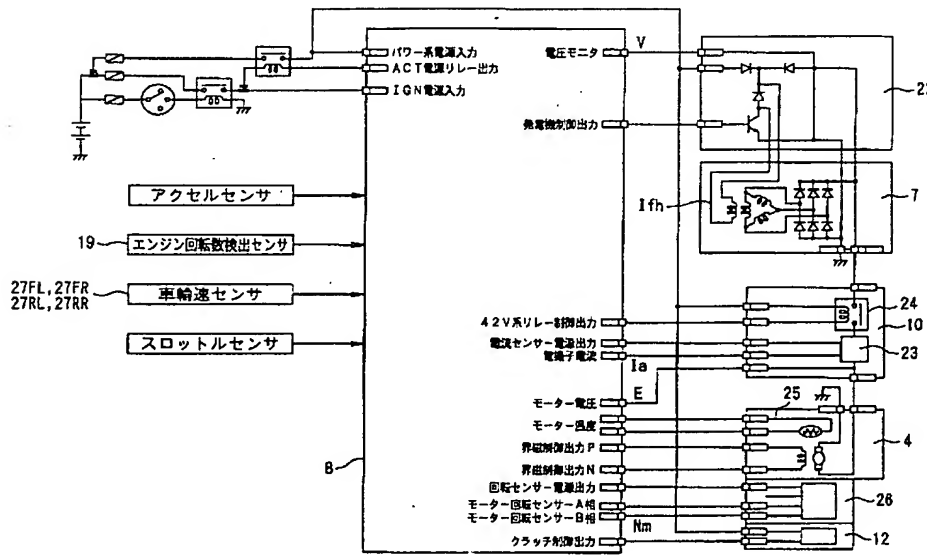 パワー系電源入力
ACT電源リレー出力
IGN電源入力
電圧モニタ
V
22
発電機制御出力
アクセルセンサ
Ifh
7
19
エンジン回転数検出センサ
27FL,27FR
27RL,27RR
車輪速センサ
スロットルセンサ
42V系リレー制御出力
電流センサー電源出力
電機子電流
Ia
24
10
23
E
モーター電圧
モーター温度
25
4
8
界磁制御出力P
界磁制御出力N
回転センサー電源出力
モーター回転センサーA相
モーター回転センサーB相
Nm
26
クラッチ制御出力
12